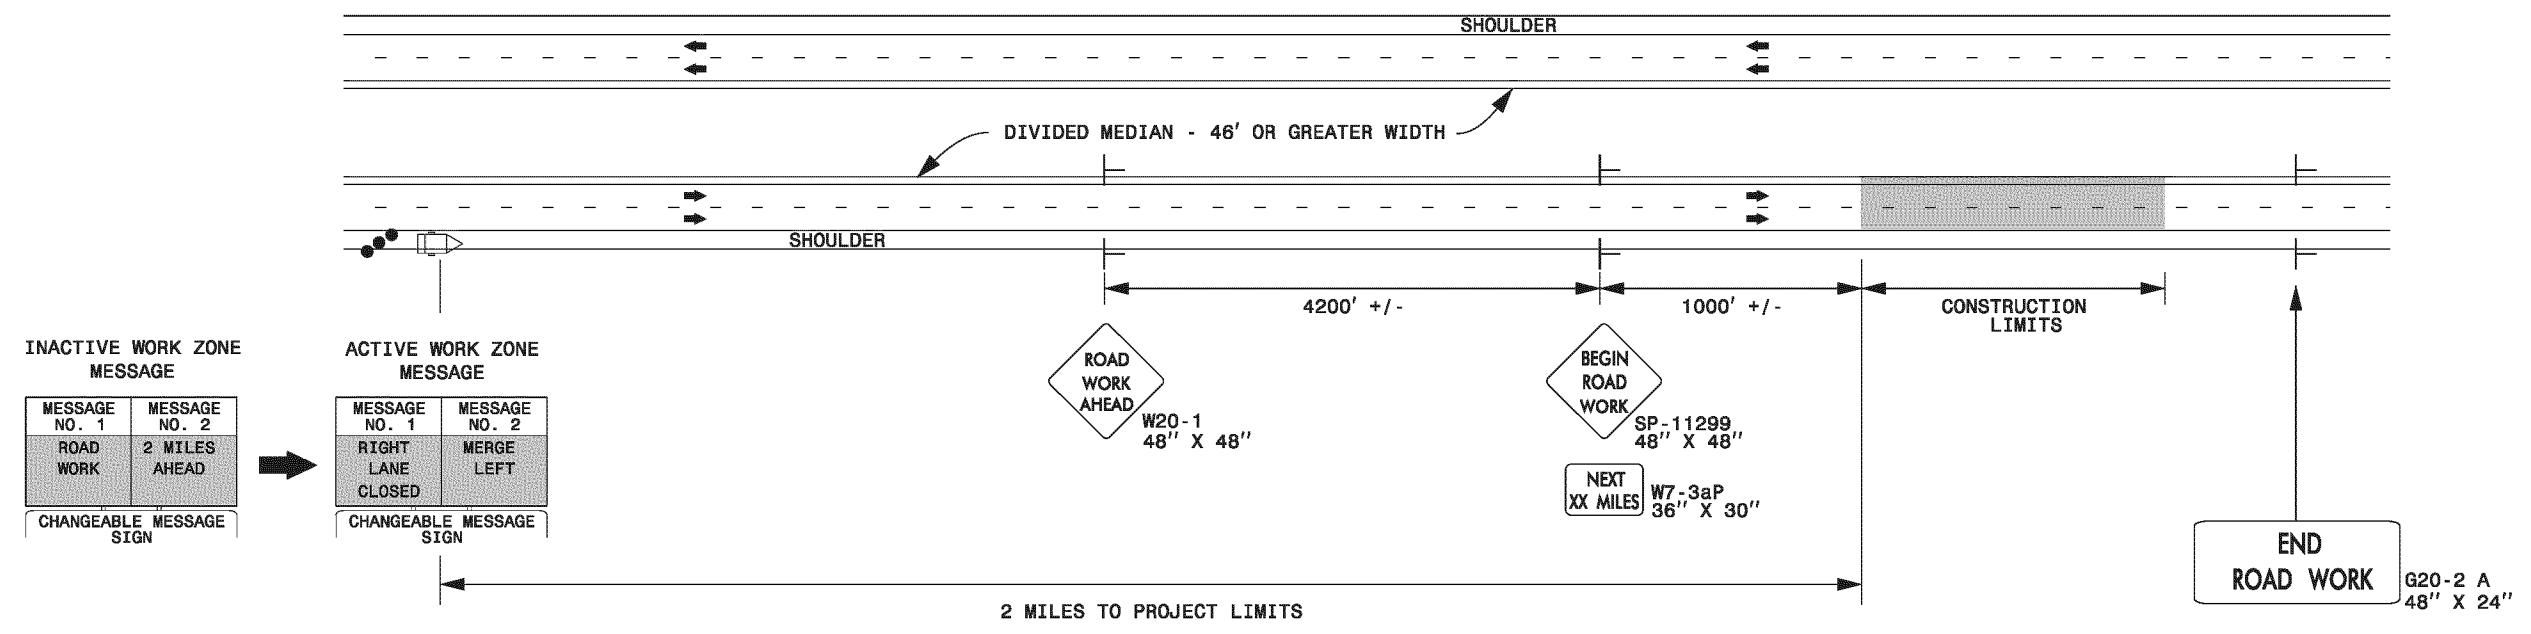 SHOULDER
DIVIDED MEDIAN - 46' OR GREATER WIDTH
SHOULDER
4200' +/-
1000' +/-
CONSTRUCTION
LIMITS
INACTIVE WORK ZONE
MESSAGE
MESSAGE
NO. 1
MESSAGE
NO. 2
ROAD
WORK
2 MILES
AHEAD
CHANGEABLE MESSAGE
SIGN
ACTIVE WORK ZONE
MESSAGE
MESSAGE
NO. 1
MESSAGE
NO. 2
RIGHT
LANE
CLOSED
MERGE
LEFT
CHANGEABLE MESSAGE
SIGN
ROAD
WORK
AHEAD
W20-1
48" X 48"
BEGIN
ROAD
WORK
SP-11299
48" X 48"
NEXT
XX MILES
W7-3aP
36" X 30"
END
ROAD WORK
G20-2 A
48" X 24"
2 MILES TO PROJECT LIMITS